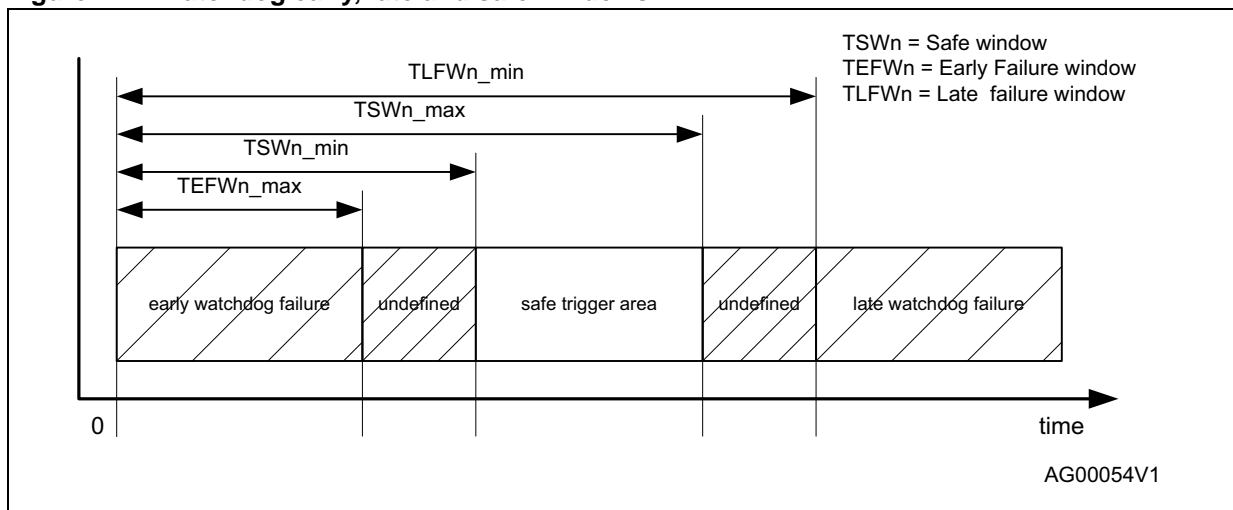 TSWn = Safe window
TEFWn = Early Failure window
TLFWn = Late failure window
TLFWn_min
TSWn_max
TSWn_min
TEFWn_max
early watchdog failure
undefined
safe trigger area
undefined
late watchdog failure
0
time
AG00054V1